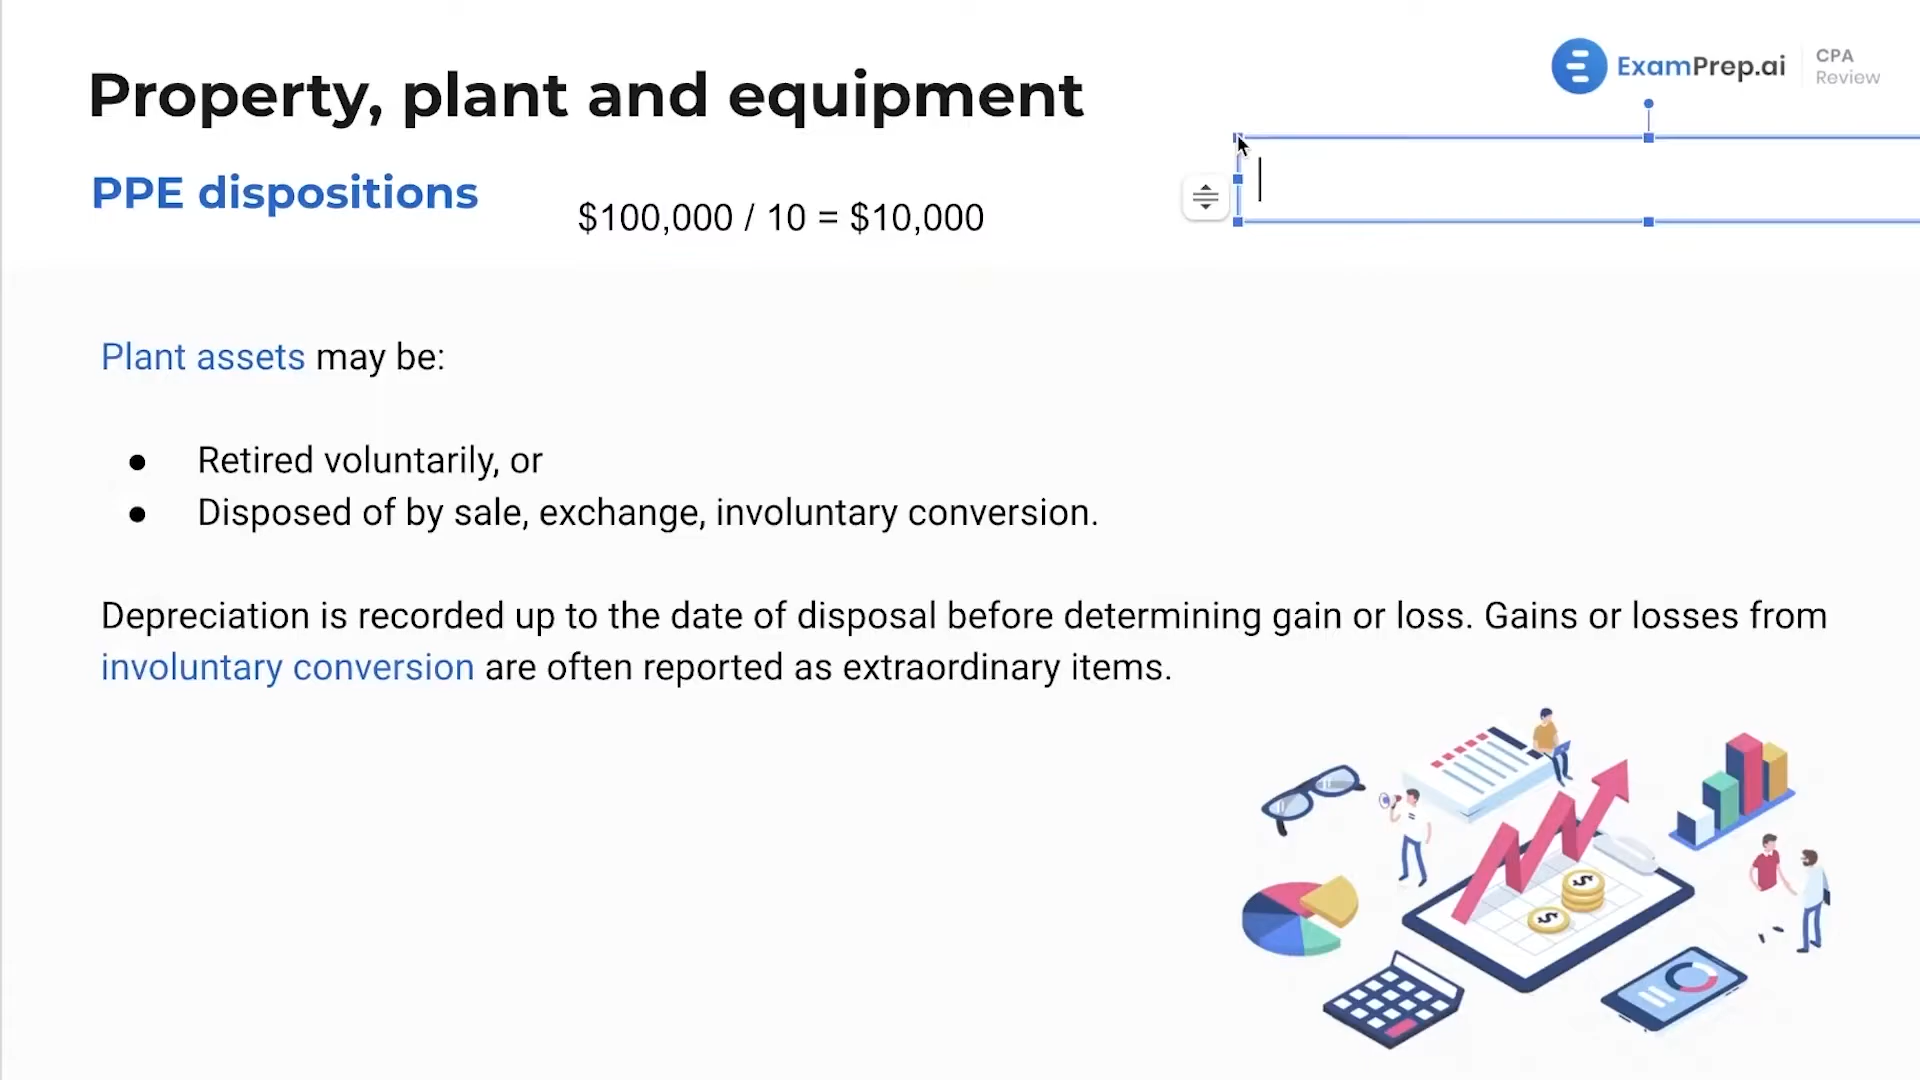 Property, plant and equipment
ExamPrep.ai
CPA
Review
PPE dispositions
$100,000 / 10 = $10,000
Plant assets may be:
● Retired voluntarily, or
● Disposed of by sale, exchange, involuntary conversion.
Depreciation is recorded up to the date of disposal before determining gain or loss. Gains or losses from
involuntary conversion are often reported as extraordinary items.
$
$